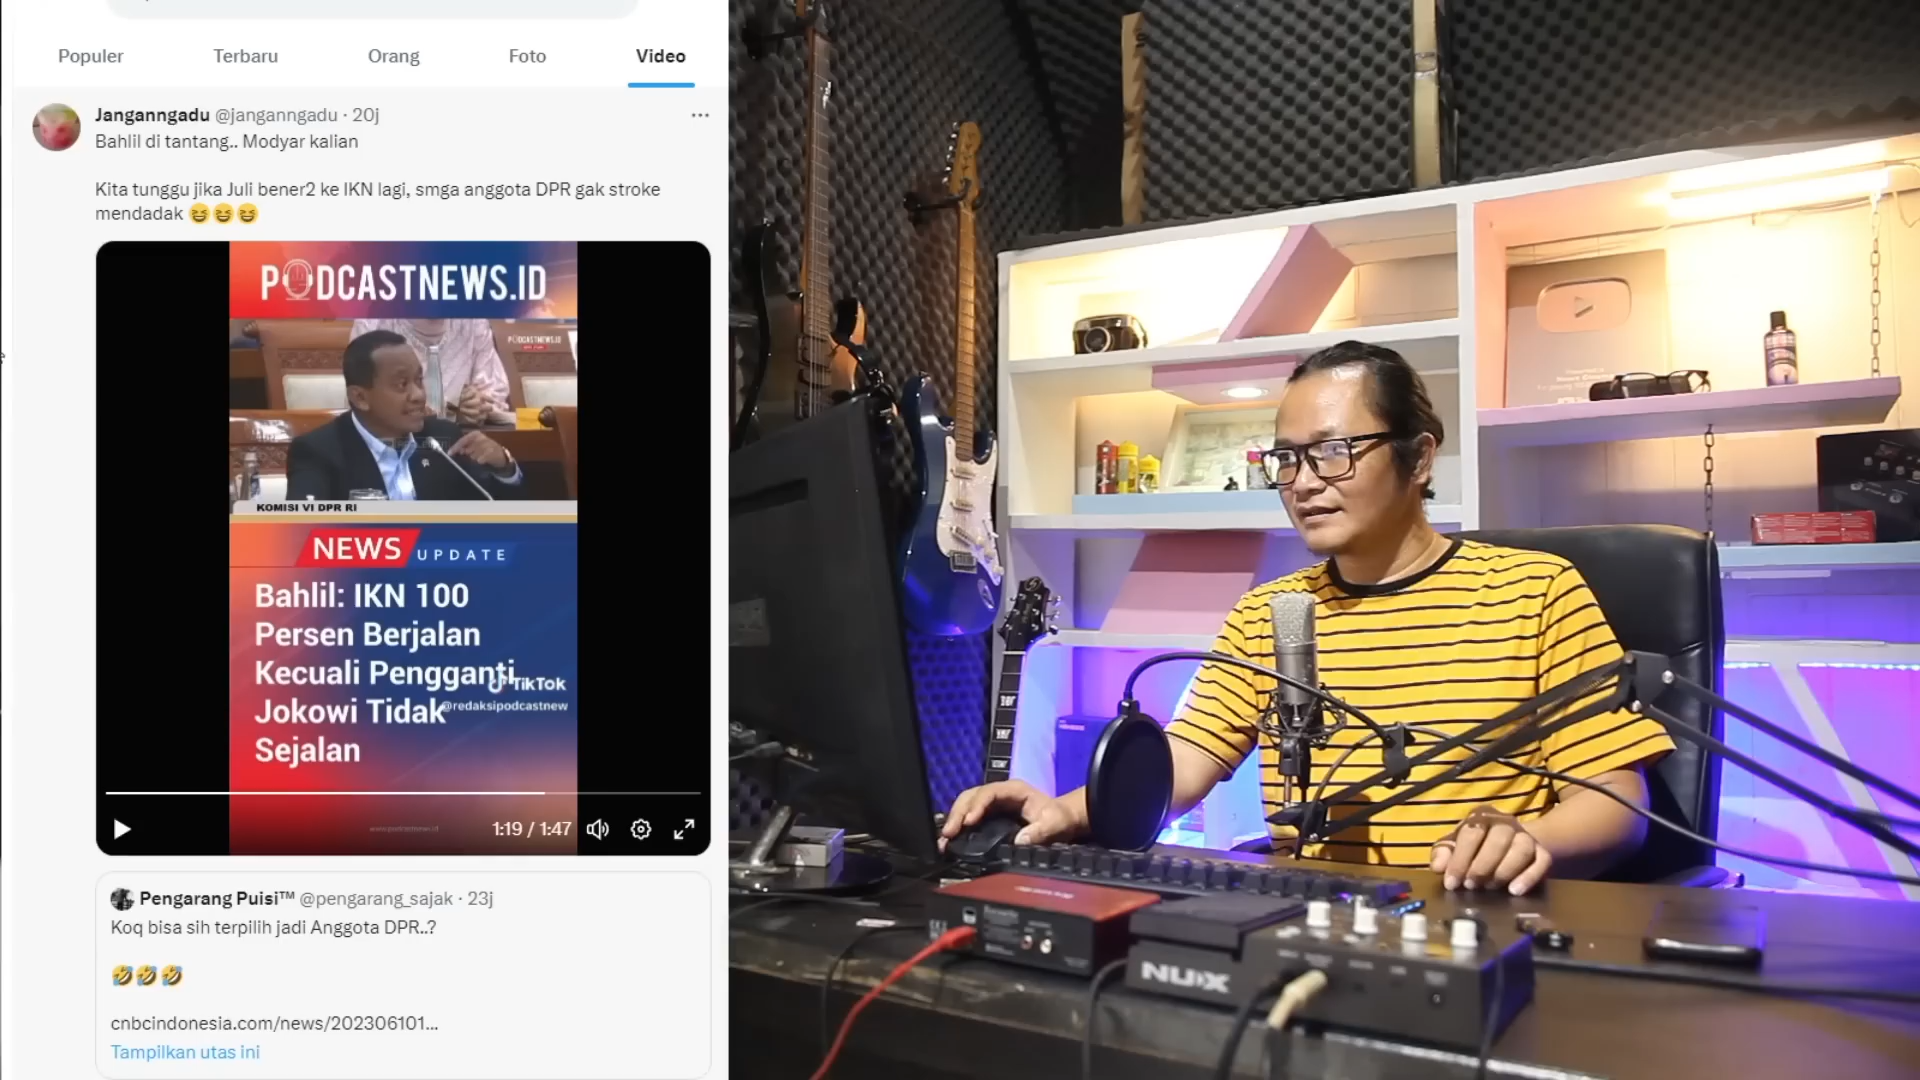 Populer
Terbaru
Orang
Foto
Video
Janganngadu @janganngadu · 20j
Bahlil di tantang.. Modyar kalian
Kita tunggu jika Juli bener2 ke IKN lagi, smga anggota DPR gak stroke
mendadak 😆😆😆
PODCASTNEWS.ID
PODCASTNEWS.ID
KOMISI VI DPR RI
NEWS UPDATE
Bahlil: IKN 100
Persen Berjalan
Kecuali Pengganti
Jokowi Tidak
Sejalan
TikTok
@redaksipodcastnew
1:19 / 1:47
Pengarang Puisi™ @pengarang_sajak · 23j
Koq bisa sih terpilih jadi Anggota DPR..?
🤣🤣🤣
cnbcindonesia.com/news/202306101...
Tampilkan utas ini
NUX